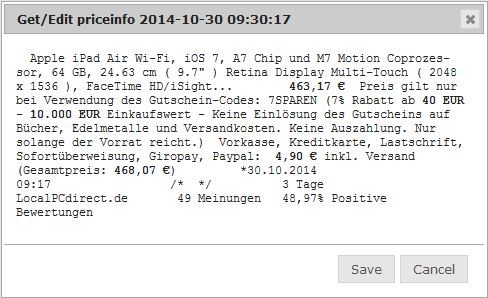 Get/Edit priceinfo 2014-10-30 09:30:17
Apple iPad Air Wi-Fi, iOS 7, A7 Chip und M7 Motion Coprozes-
sor, 64 GB, 24.63 cm ( 9.7" ) Retina Display Multi-Touch ( 2048
x 1536 ), FaceTime HD/iSight... 463,17 € Preis gilt nur
bei Verwendung des Gutschein-Codes: 7SPAREN (7% Rabatt ab 40 EUR
- 10.000 EUR Einkaufswert - Keine Einlösung des Gutscheins auf
Bücher, Edelmetalle und Versandkosten. Keine Auszahlung. Nur
solange der Vorrat reicht.) Vorkasse, Kreditkarte, Lastschrift,
Sofortüberweisung, Giropay, Paypal: 4,90 € inkl. Versand
(Gesamtpreis: 468,07 €) *30.10.2014
09:17 /* */ 3 Tage
LocalPCdirect.de 49 Meinungen 48,97% Positive
Bewertungen
Save Cancel